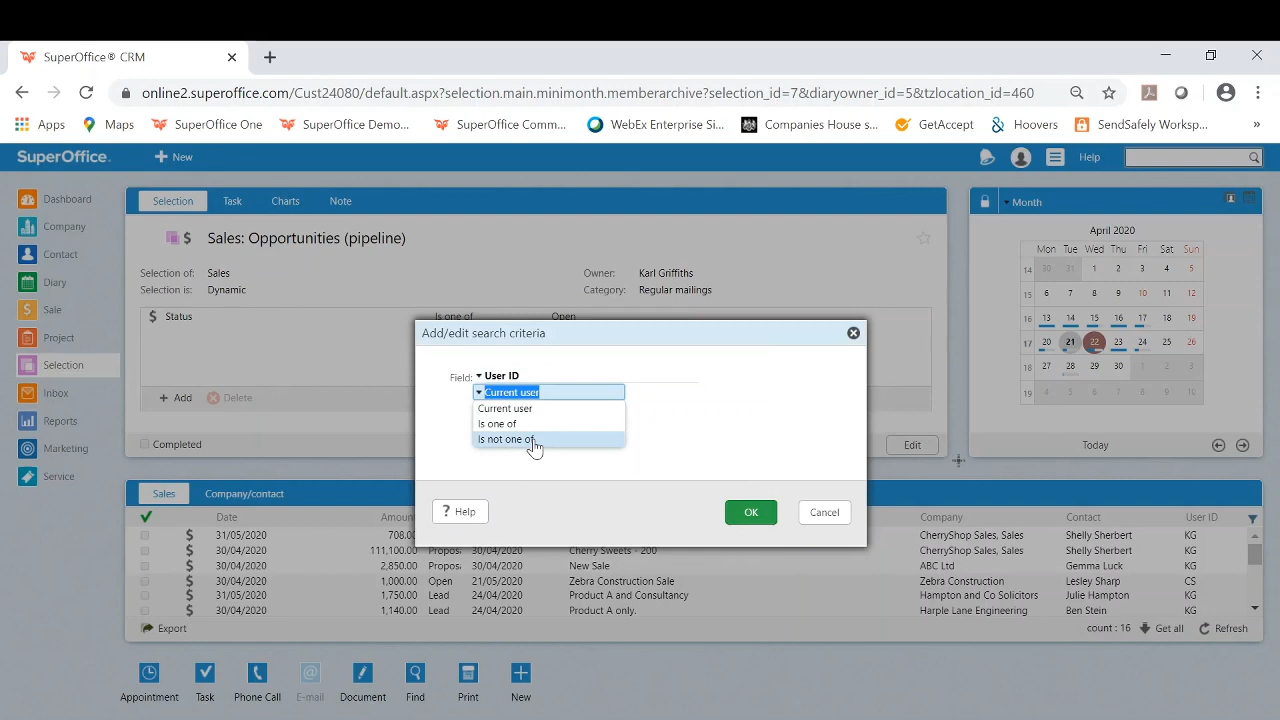 SuperOffice® CRM
online2.superoffice.com/Cust24080/default.aspx?selection.main.minimonth.memberarchive?selection_id=7&diaryowner_id=5&tzlocation_id=460
Apps Maps SuperOffice One SuperOffice Demo... SuperOffice Comm... WebEx Enterprise Si... Companies House s... GetAccept Hoovers SendSafely Worksp... »
SuperOffice. New Help
Dashboard
Company
Contact
Diary
Sale
Project
Selection
Inbox
Reports
Marketing
Service
Selection Task Charts Note
Sales: Opportunities (pipeline)
Selection of: Sales Owner: Karl Griffiths
Selection is: Dynamic Category: Regular mailings
Status Is one of Open
Add Delete
Completed Edit
Month
April 2020
Mon Tue Wed Thu Fri Sat Sun
14 30 31 1 2 3 4 5
15 6 7 8 9 10 11 12
16 13 14 15 16 17 18 19
17 20 21 22 23 24 25 26
18 27 28 29 30 1 2 3
19 4 5 6 7 8 9 10
Today
Add/edit search criteria
Field: User ID
Current user
Current user
Is one of
Is not one of
? Help OK Cancel
Sales Company/contact
Date Amoun Company Contact User ID
$ 31/05/2020 708.00 CherryShop Sales, Sales Shelly Sherbert KG
$ 30/04/2020 111,100.00 Propos 30/04/2020 Cherry Sweets - 200 CherryShop Sales, Sales Shelly Sherbert KG
$ 30/04/2020 2,850.00 Propos 30/04/2020 New Sale ABC Ltd Gemma Luck KG
$ 30/04/2020 1,000.00 Open 21/05/2020 Zebra Construction Sale Zebra Construction Lesley Sharp CS
$ 31/05/2020 1,750.00 Lead 24/04/2020 Product A and Consultancy Hampton and Co Solicitors Julie Hampton KG
$ 30/04/2020 1,140.00 Lead 24/04/2020 Product A only. Harple Lane Engineering Ben Stein KG
Export count : 16 Get all Refresh
Appointment Task Phone Call E-mail Document Find Print New